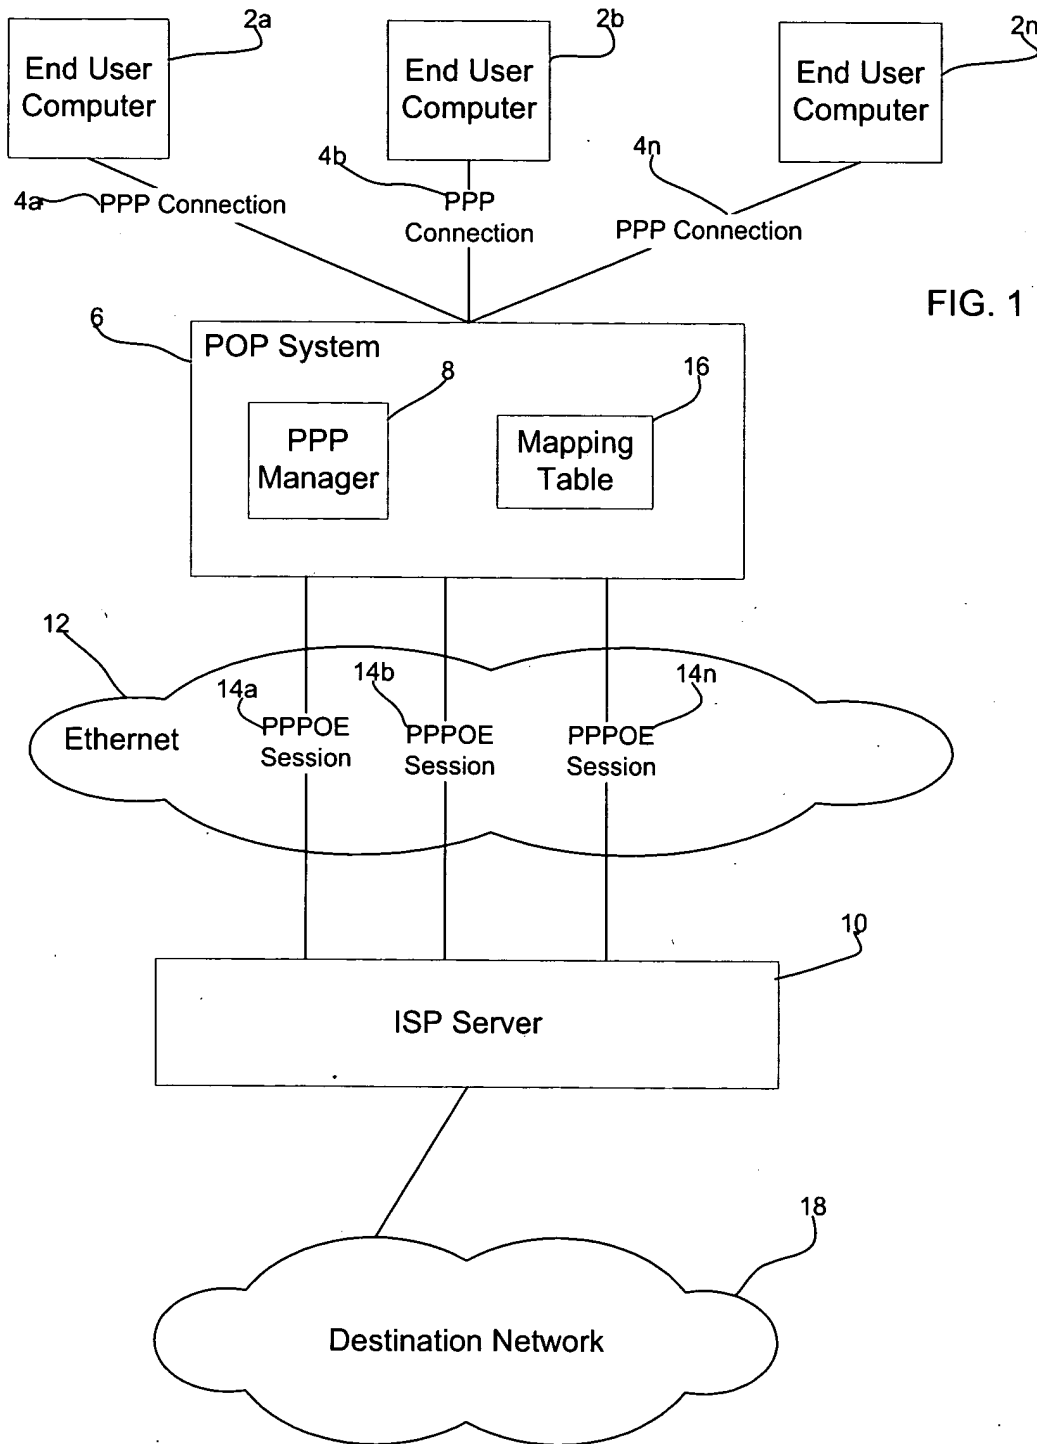 2a
2b
2n
End User
Computer
End User
Computer
End User
Computer
4a
PPP Connection
4b
PPP
Connection
4n
PPP Connection
FIG. 1
6
POP System
8
PPP
Manager
16
Mapping
Table
12
Ethernet
14a
PPPOE
Session
14b
PPPOE
Session
14n
PPPOE
Session
10
ISP Server
18
Destination Network